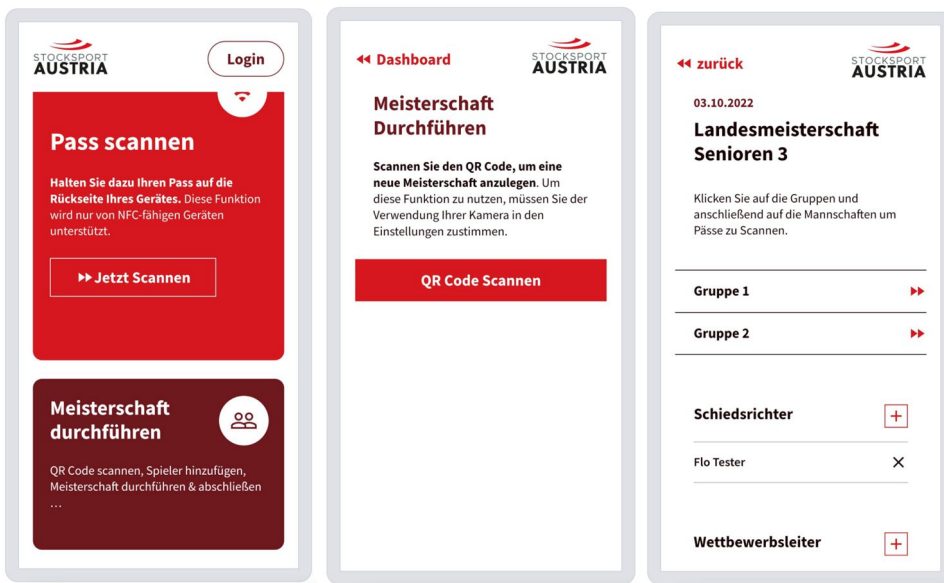 STOCKSPORT
AUSTRIA
Login
Pass scannen
Halten Sie dazu Ihren Pass auf die
Rückseite Ihres Gerätes. Diese Funktion
wird nur von NFC-fähigen Geräten
unterstützt.
Jetzt Scannen
Meisterschaft
durchführen
QR Code scannen, Spieler hinzufügen,
Meisterschaft durchführen & abschließen
...
Dashboard
STOCKSPORT
AUSTRIA
Meisterschaft
Durchführen
Scannen Sie den QR Code, um eine
neue Meisterschaft anzulegen. Um
diese Funktion zu nutzen, müssen Sie der
Verwendung Ihrer Kamera in den
Einstellungen zustimmen.
QR Code Scannen
zurück
STOCKSPORT
AUSTRIA
03.10.2022
Landesmeisterschaft
Senioren 3
Klicken Sie auf die Gruppen und
anschließend auf die Mannschaften um
Pässe zu Scannen.
Gruppe 1
Gruppe 2
Schiedsrichter
Flo Tester
Wettbewerbsleiter